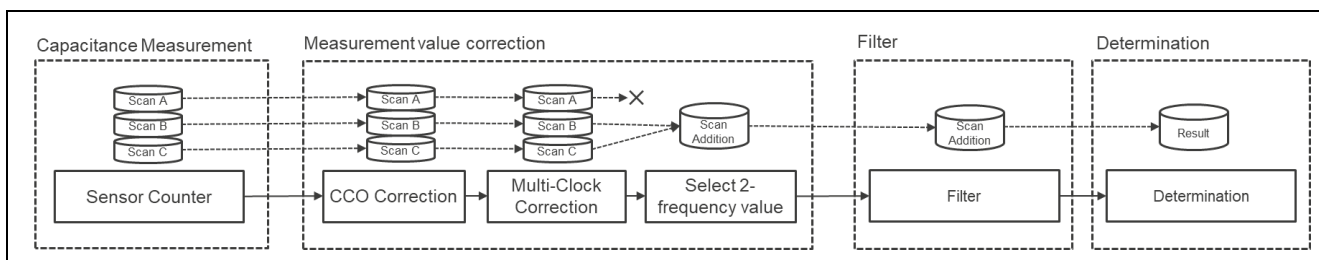 Capacitance Measurement
Measurement value correction
Filter
Determination
Scan A
Scan B
Scan C
Scan A
Scan B
Scan C
Scan A
Scan B
Scan C
Scan
Addition
Scan
Addition
Result
Sensor Counter
CCO Correction
Multi-Clock
Correction
Select 2-
frequency value
Filter
Determination